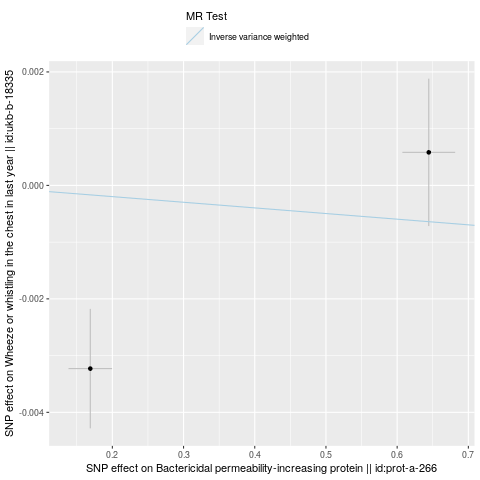 MR Test
Inverse variance weighted
SNP effect on Wheeze or whistling in the chest in last year || id:ukb-b-18335
0.002
0.000
-0.002
-0.004
0.2 0.3 0.4 0.5 0.6 0.7
SNP effect on Bactericidal permeability-increasing protein || id:prot-a-266